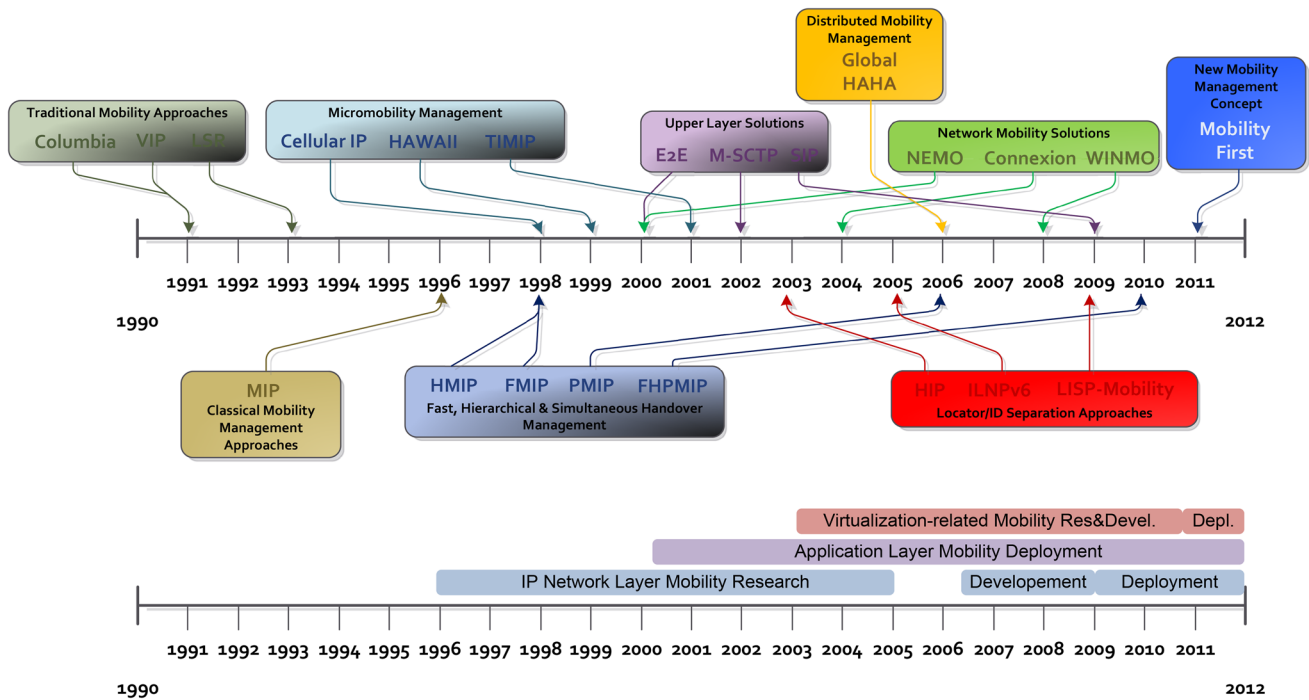 Distributed Mobility
Management
Global
HAHA
New Mobility
Management
Concept
Mobility
First
Traditional Mobility Approaches
Columbia VIP LSR
Micromobility Management
Cellular IP HAWAII TIMIP
Upper Layer Solutions
E2E M-SCTP SIP
Network Mobility Solutions
NEMO Connexion WINMO
1991 1992 1993 1994 1995 1996 1997 1998 1999 2000 2001 2002 2003 2004 2005 2006 2007 2008 2009 2010 2011
1990
2012
MIP
Classical Mobility
Management
Approaches
HMIP FMIP PMIP FHPMIP
Fast, Hierarchical & Simultaneous Handover
Management
HIP ILNPv6 LISP-Mobility
Locator/ID Separation Approaches
Virtualization-related Mobility Res&Devel. Depl.
Application Layer Mobility Deployment
IP Network Layer Mobility Research Developement Deployment
1991 1992 1993 1994 1995 1996 1997 1998 1999 2000 2001 2002 2003 2004 2005 2006 2007 2008 2009 2010 2011
1990
2012